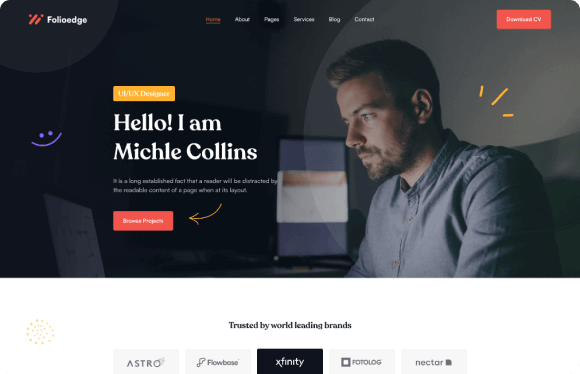 Folioedge
Home About Pages Services Blog Contact
Download CV
UI/UX Designer
Hello! I am
Michle Collins
It is a long established fact that a reader will be distracted by
the readable content of a page when at its layout.
Browse Projects
Trusted by world leading brands
ASTRO Flowbase xfinity FOTOLOG nectar